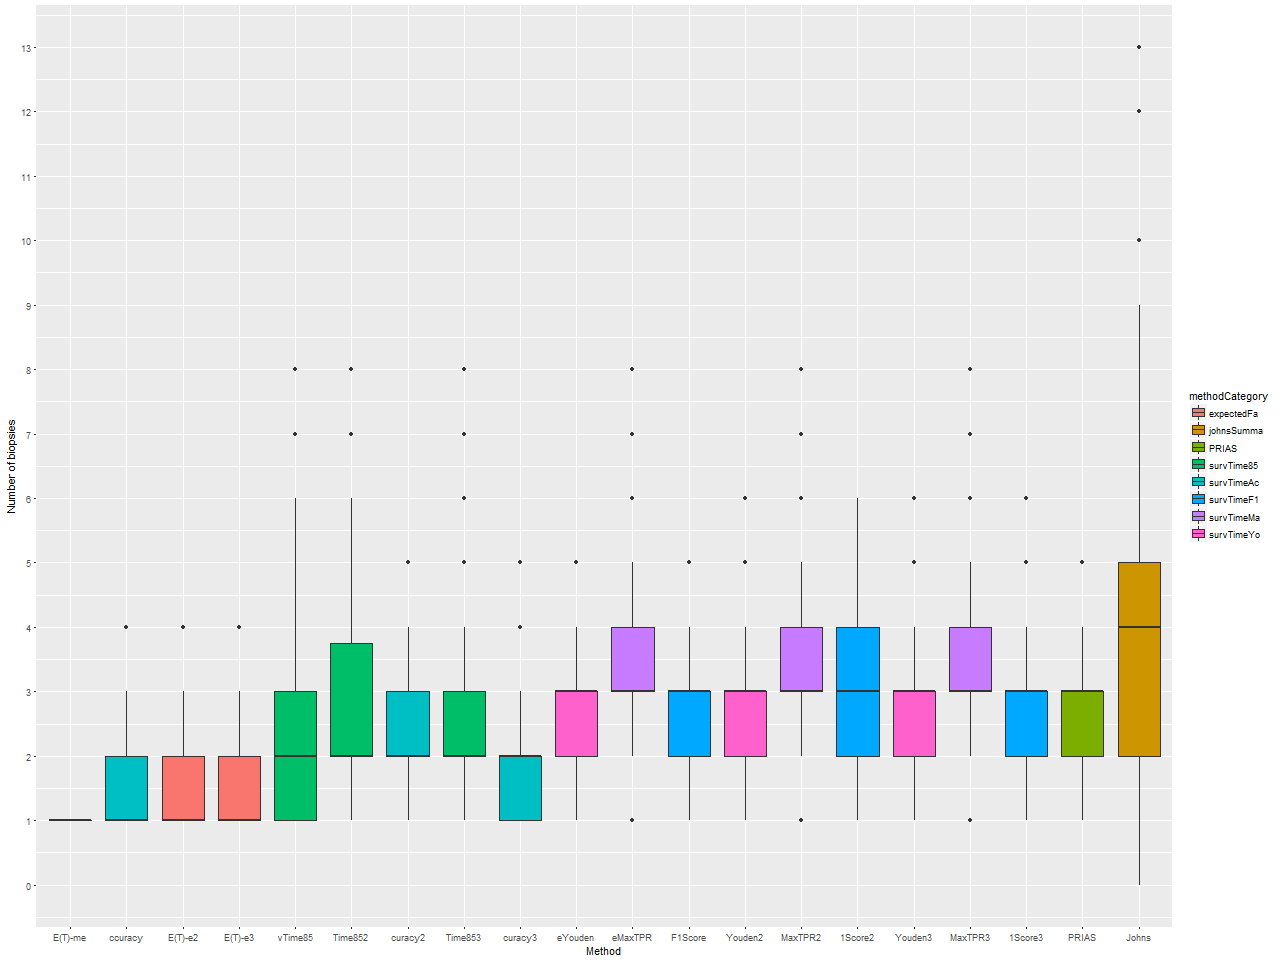 13
12
11
10
9
8
7
6
5
4
3
2
1
0
Number of biopsies
E(T)-me ccuracy E(T)-e2 E(T)-e3 vTime85 Time852 curacy2 Time853 curacy3 eYouden eMaxTPR F1Score Youden2 MaxTPR2 1Score2 Youden3 MaxTPR3 1Score3 PRIAS Johns
Method
methodCategory
expectedFa
johnsSumma
PRIAS
survTime85
survTimeAc
survTimeF1
survTimeMa
survTimeYo